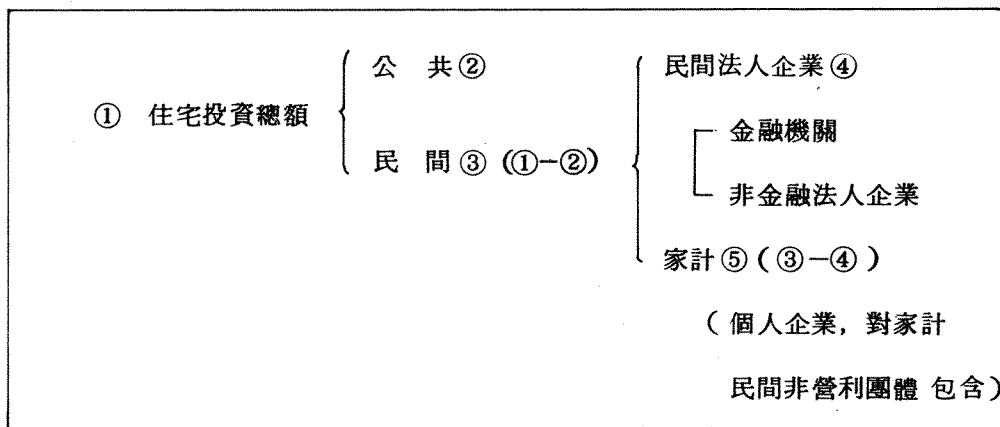 公 共 ②
民間法人企業 ④
① 住宅投資總額
金融機關
民 間 ③ (①-②)
非金融法人企業
家計 ⑤ ( ③-④ )
( 個人企業, 對家計
民間非營利團體 包含 )